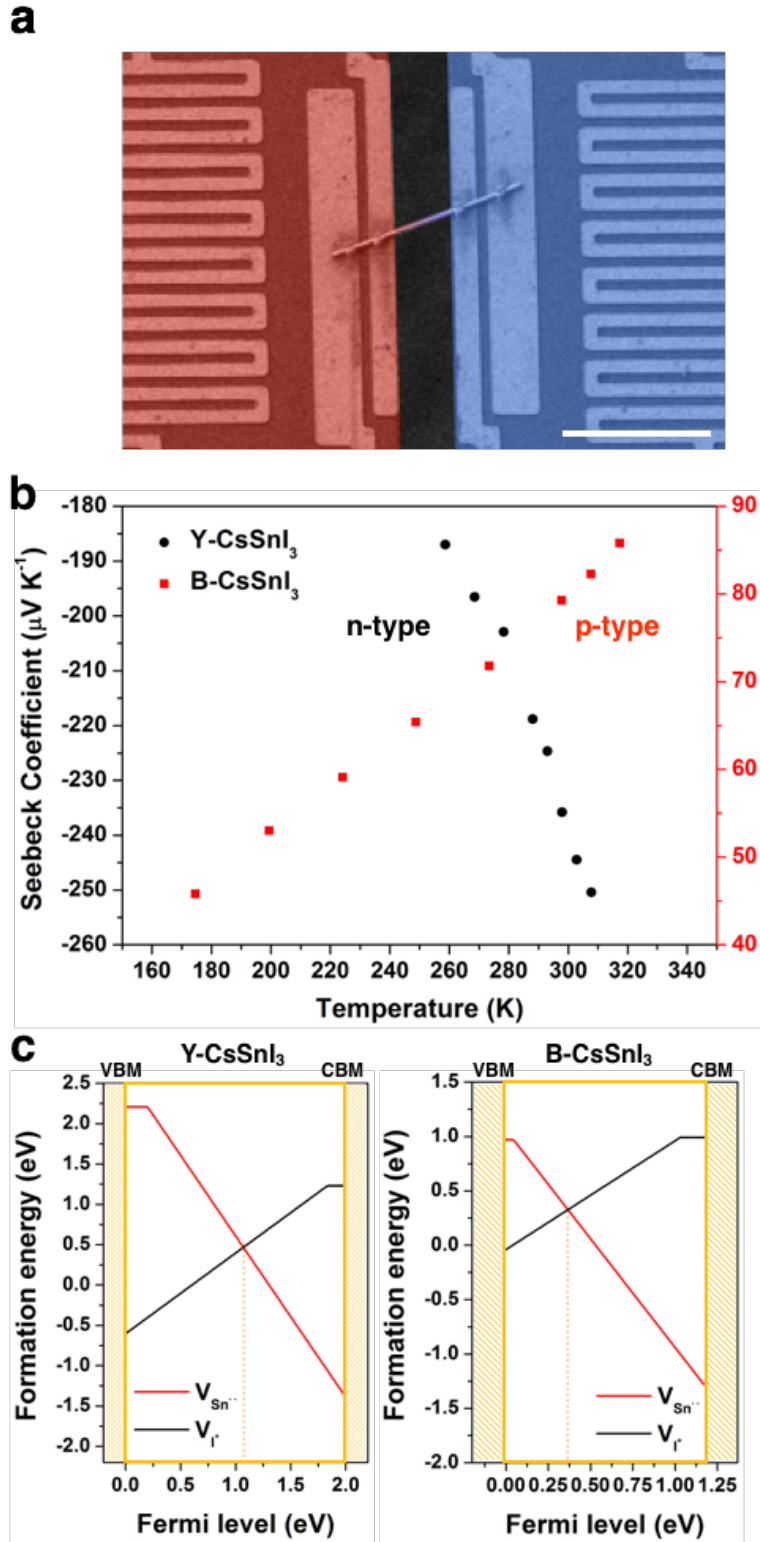 a
b
-180
-190
-200
-210
-220
-230
-240
-250
-260
Seebeck Coefficient (μV K⁻¹)
Y-CsSnI₃
B-CsSnI₃
n-type
p-type
90
80
70
60
50
40
160 180 200 220 240 260 280 300 320 340
Temperature (K)
c
Y-CsSnI₃
VBM CBM
2.5
2.0
1.5
1.0
0.5
0.0
-0.5
-1.0
-1.5
-2.0
Formation energy (eV)
V_Sn··
V_I·
0.0 0.5 1.0 1.5 2.0
Fermi level (eV)
B-CsSnI₃
VBM CBM
1.5
1.0
0.5
0.0
-0.5
-1.0
-1.5
-2.0
Formation energy (eV)
V_Sn··
V_I·
0.00 0.25 0.50 0.75 1.00 1.25
Fermi level (eV)